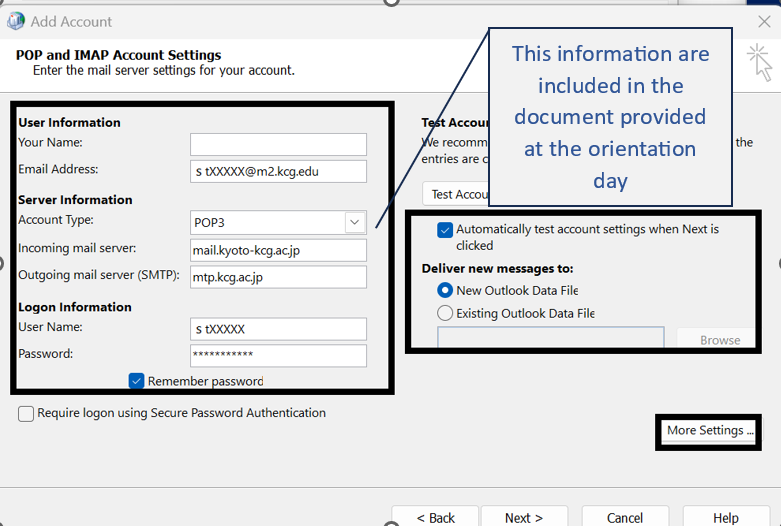 Add Account
POP and IMAP Account Settings
Enter the mail server settings for your account.
This information are
included in the
document provided
at the orientation
day
User Information
Your Name:
Email Address: s tXXXXX@m2.kcg.edu
Server Information
Account Type: POP3
Incoming mail server: mail.kyoto-kcg.ac.jp
Outgoing mail server (SMTP): mtp.kcg.ac.jp
Logon Information
User Name: s tXXXXX
Password: ***********
Remember password
Require logon using Secure Password Authentication
Test Accou
We recomm the
entries are c
Test Accou
Automatically test account settings when Next is
clicked
Deliver new messages to:
New Outlook Data File
Existing Outlook Data File
Browse
More Settings ...
< Back Next > Cancel Help